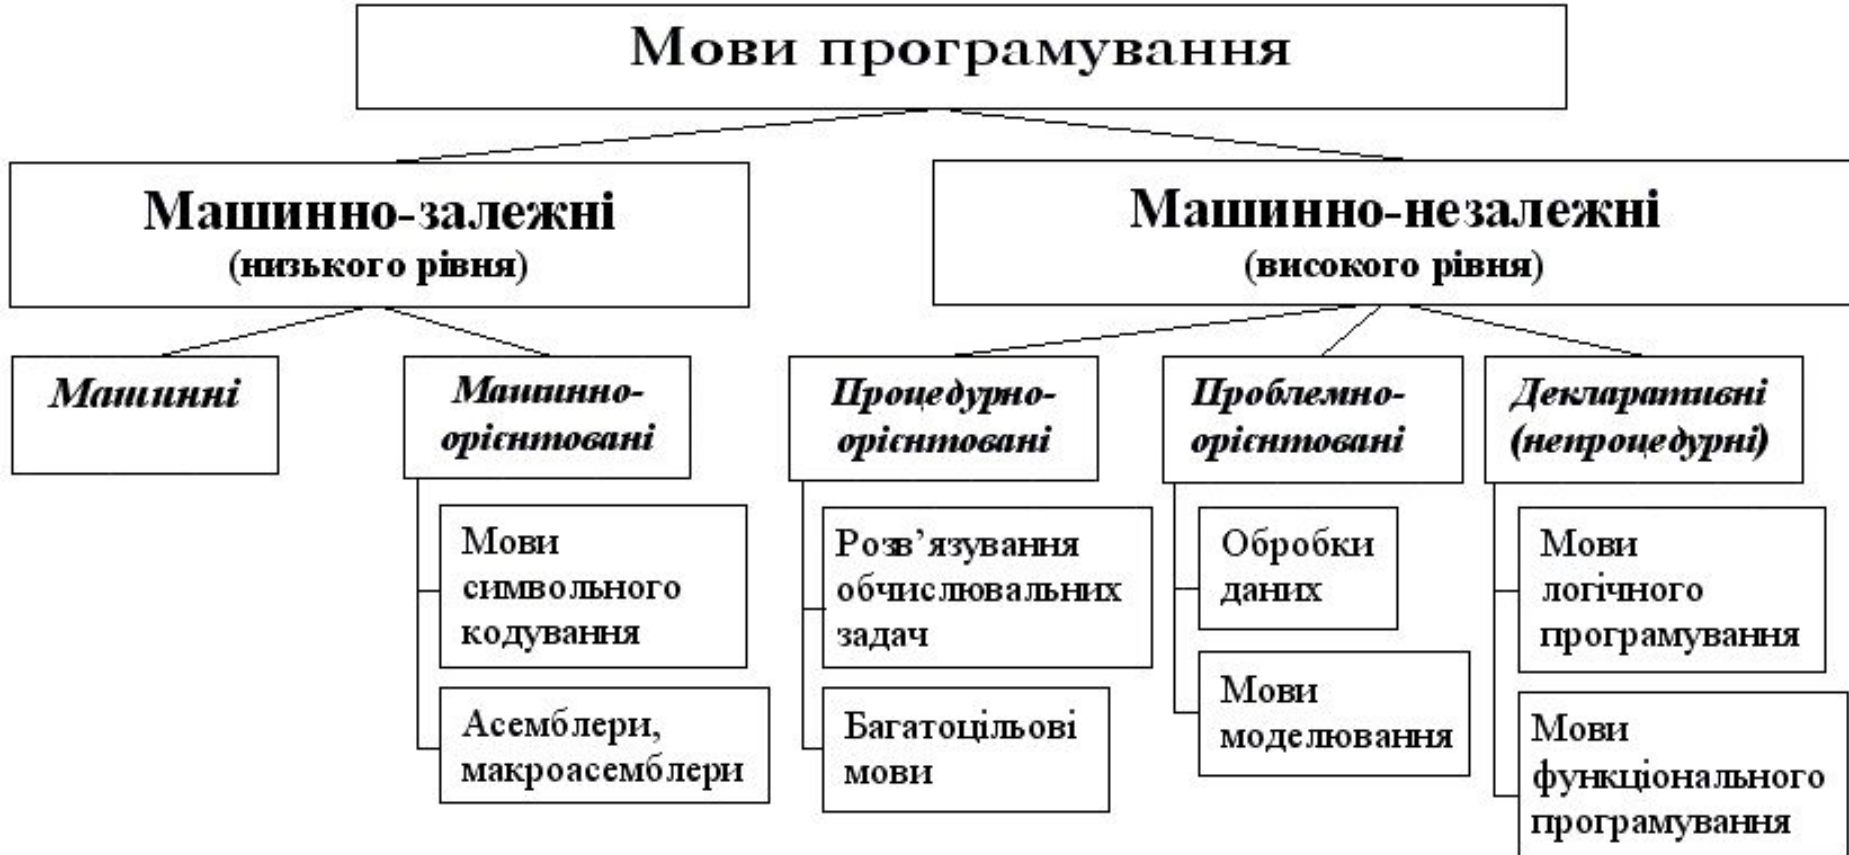 Мови програмування
Машинно-залежні
(низького рівня)
Машинно-незалежні
(високого рівня)
Машинні
Машинно-
орієнтовані
Процедурно-
орієнтовані
Проблемно-
орієнтовані
Декларативні
(непроцедурні)
Мови
символьного
кодування
Асемблери,
макроасемблери
Розв’язування
обчислювальних
задач
Багатоцільові
мови
Обробки
даних
Мови
моделювання
Мови
логічного
програмування
Мови
функціонального
програмування